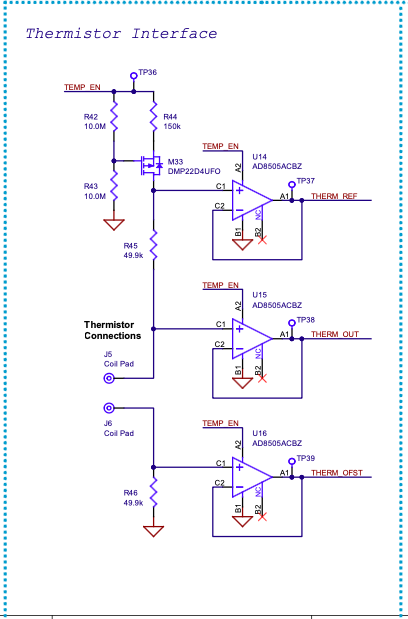 Thermistor Interface
TP36
TEMP_EN
R42
10.0M
R44
150k
TEMP_EN
M33
DMP22D4UFO
U14
AD8505ACBZ
A2
TP37
R43
10.0M
C1
C2
A1
THERM_REF
B1
B2
NC
R45
49.9k
TEMP_EN
U15
AD8505ACBZ
A2
TP38
Thermistor
Connections
C1
C2
A1
THERM_OUT
B1
B2
NC
J5
Coil Pad
J6
Coil Pad
TEMP_EN
U16
AD8505ACBZ
A2
TP39
C1
C2
A1
THERM_OFST
R46
49.9k
B1
B2
NC